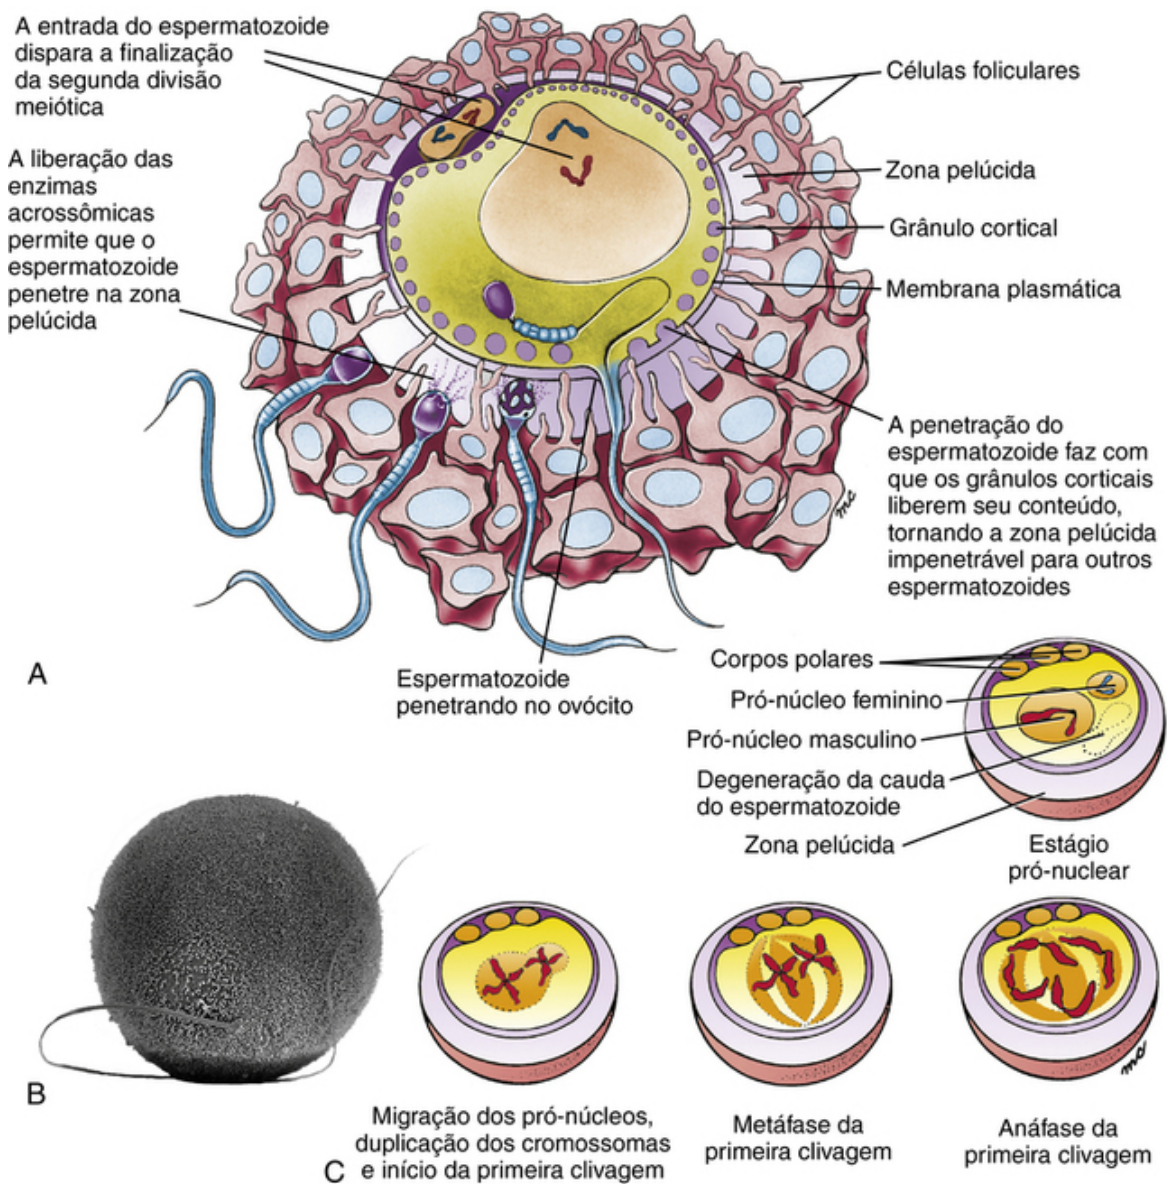 A entrada do espermatozoide
dispara a finalização
da segunda divisão
meiótica
A liberação das
enzimas
acrossômicas
permite que o
espermatozoide
penetre na zona
pelúcida
Células foliculares
Zona pelúcida
Grânulo cortical
Membrana plasmática
A penetração do
espermatozoide faz com
que os grânulos corticais
liberem seu conteúdo,
tornando a zona pelúcida
impenetrável para outros
espermatozoides
Espermatozoide
penetrando no ovócito
A
Corpos polares
Pró-núcleo feminino
Pró-núcleo masculino
Degeneração da cauda
do espermatozoide
Zona pelúcida
Estágio
pró-nuclear
B
Migração dos pró-núcleos,
duplicação dos cromossomas
e início da primeira clivagem
Metáfase da
primeira clivagem
Anáfase da
primeira clivagem
C